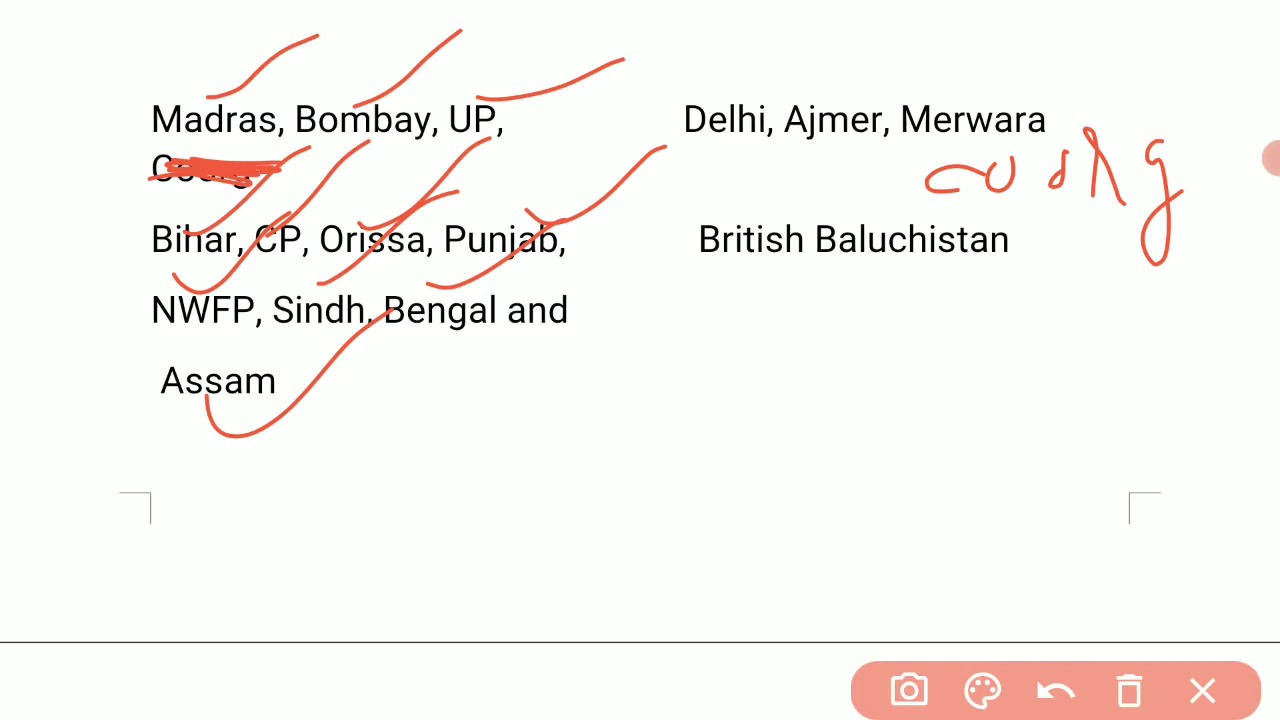 Madras, Bombay, UP,
Coorg
Bihar, CP, Orissa, Punjab,
NWFP, Sindh, Bengal and
Assam
Delhi, Ajmer, Merwara
British Baluchistan